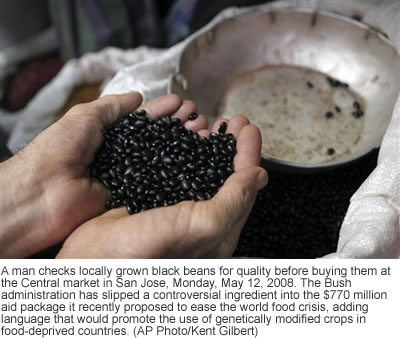 A man checks locally grown black beans for quality before buying them at
the Central market in San Jose, Monday, May 12, 2008. The Bush
administration has slipped a controversial ingredient into the $770 million
aid package it recently proposed to ease the world food crisis, adding
language that would promote the use of genetically modified crops in
food-deprived countries. (AP Photo/Kent Gilbert)